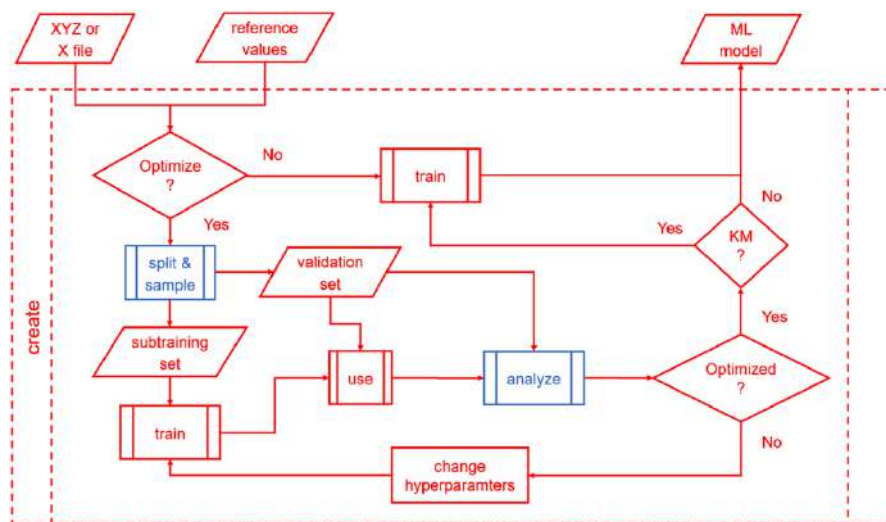 XYZ or
X file
reference
values
ML
model
Optimize
?
No
train
No
Yes
Yes
KM
?
split &
sample
validation
set
create
Yes
subtraining
set
use
analyze
Optimized
?
train
No
change
hyperparamters